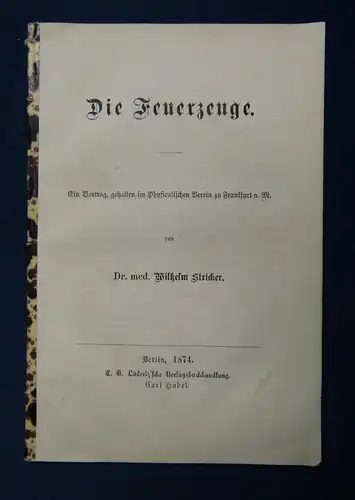 Die Feuerzeuge.
Ein Vortrag, gehalten im Physicalischen Verein zu Frankfurt a. M.
von
Dr. med. Wilhelm Stricker.
Berlin, 1874.
C. G. Lüderitz'sche Verlagsbuchhandlung.
Carl Habel.